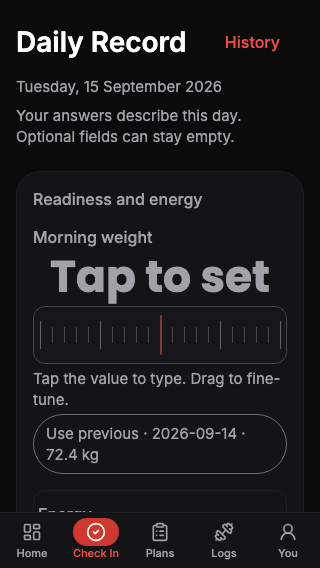 Daily Record
History
Tuesday, 15 September 2026
Your answers describe this day.
Optional fields can stay empty.
Readiness and energy
Morning weight
Tap to set
Tap the value to type. Drag to fine-
tune.
Use previous · 2026-09-14 ·
72.4 kg
Energy
Home
Check In
Plans
Logs
You